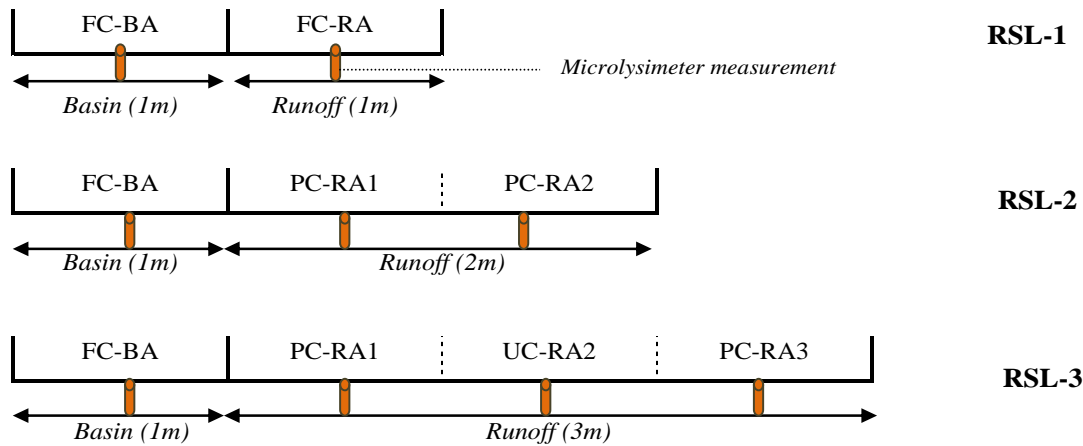 FC-BA FC-RA
RSL-1
Microlysimeter measurement
Basin (1m) Runoff (1m)
FC-BA PC-RA1 PC-RA2
RSL-2
Basin (1m) Runoff (2m)
FC-BA PC-RA1 UC-RA2 PC-RA3
RSL-3
Basin (1m) Runoff (3m)